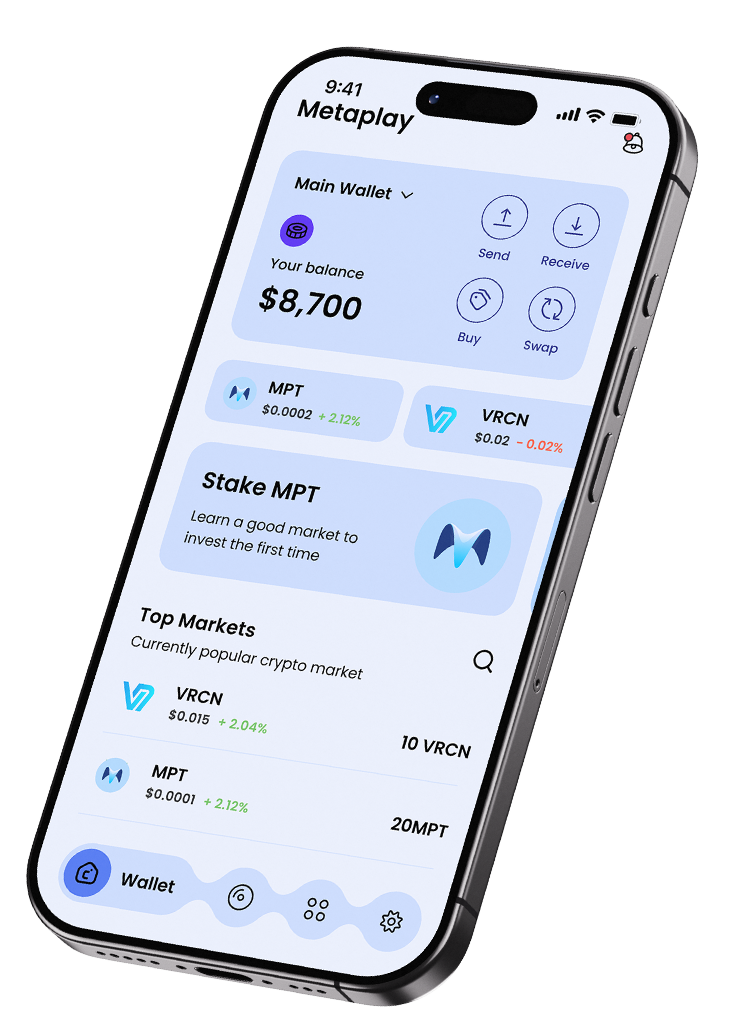 9:41
Metaplay
Main Wallet
Send
Receive
Your balance
$8,700
Buy
Swap
MPT
$0.0002 + 2.12%
VRCN
$0.02 - 0.02%
Stake MPT
Learn a good market to
invest the first time
Top Markets
Currently popular crypto market
VRCN
$0.015 + 2.04%
10 VRCN
MPT
$0.0001 + 2.12%
20MPT
Wallet